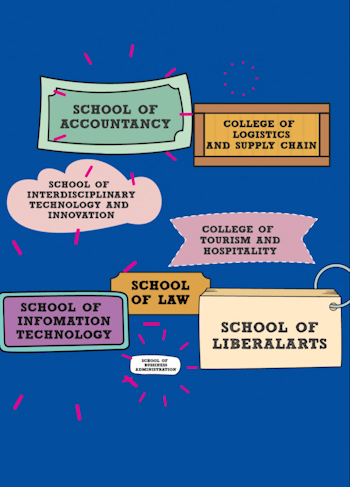 SCHOOL OF
ACCOUNTANCY
COLLEGE OF
LOGISTICS
AND SUPPLY CHAIN
SCHOOL OF
INTERDISCIPLINARY
TECHNOLOGY AND
INNOVATION
COLLEGE OF
TOURISM AND
HOSPITALITY
SCHOOL
OF LAW
SCHOOL OF
INFOMATION
TECHNOLOGY
SCHOOL OF
LIBERALARTS
SCHOOL OF
BUSINESS
ADMINISTRATION